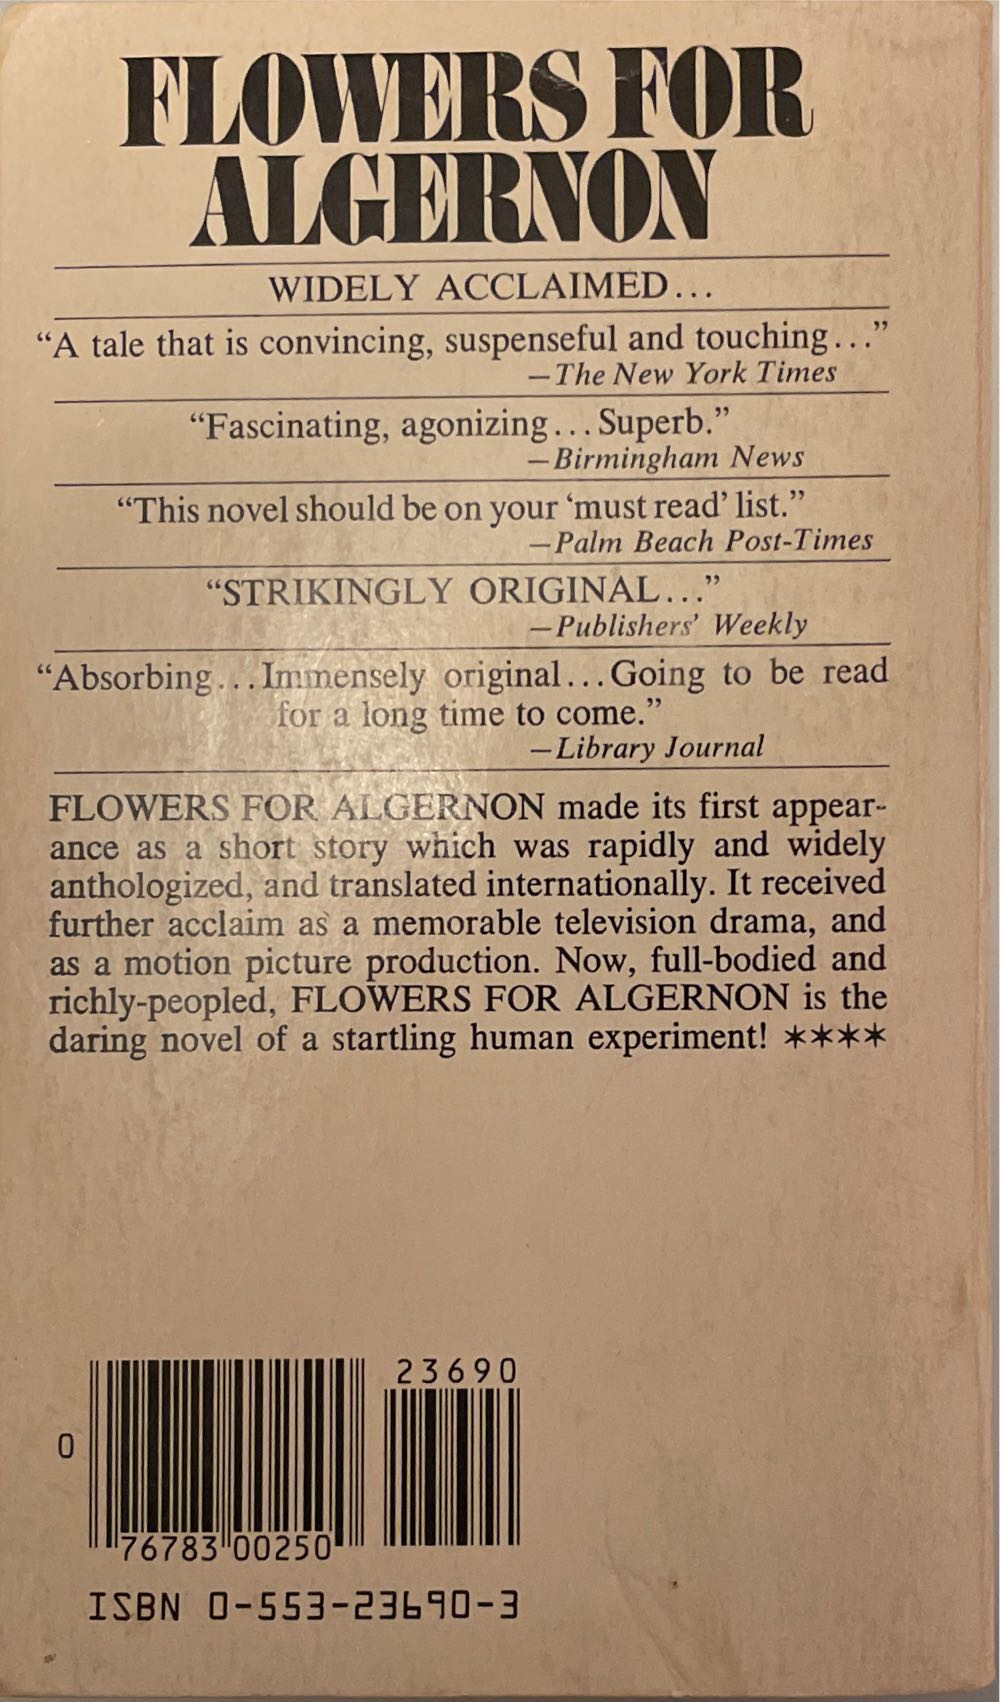 FLOWERS FOR
ALGERNON
WIDELY ACCLAIMED...
“A tale that is convincing, suspenseful and touching...”
—The New York Times
“Fascinating, agonizing...Superb.”
—Birmingham News
“This novel should be on your ‘must read’ list.”
—Palm Beach Post-Times
“STRIKINGLY ORIGINAL...”
—Publishers’ Weekly
“Absorbing...Immensely original...Going to be read
for a long time to come.”
—Library Journal
FLOWERS FOR ALGERNON made its first appear-
ance as a short story which was rapidly and widely
anthologized, and translated internationally. It received
further acclaim as a memorable television drama, and
as a motion picture production. Now, full-bodied and
richly-peopled, FLOWERS FOR ALGERNON is the
daring novel of a startling human experiment! ****
23690
0 76783 00250
ISBN 0-553-23690-3